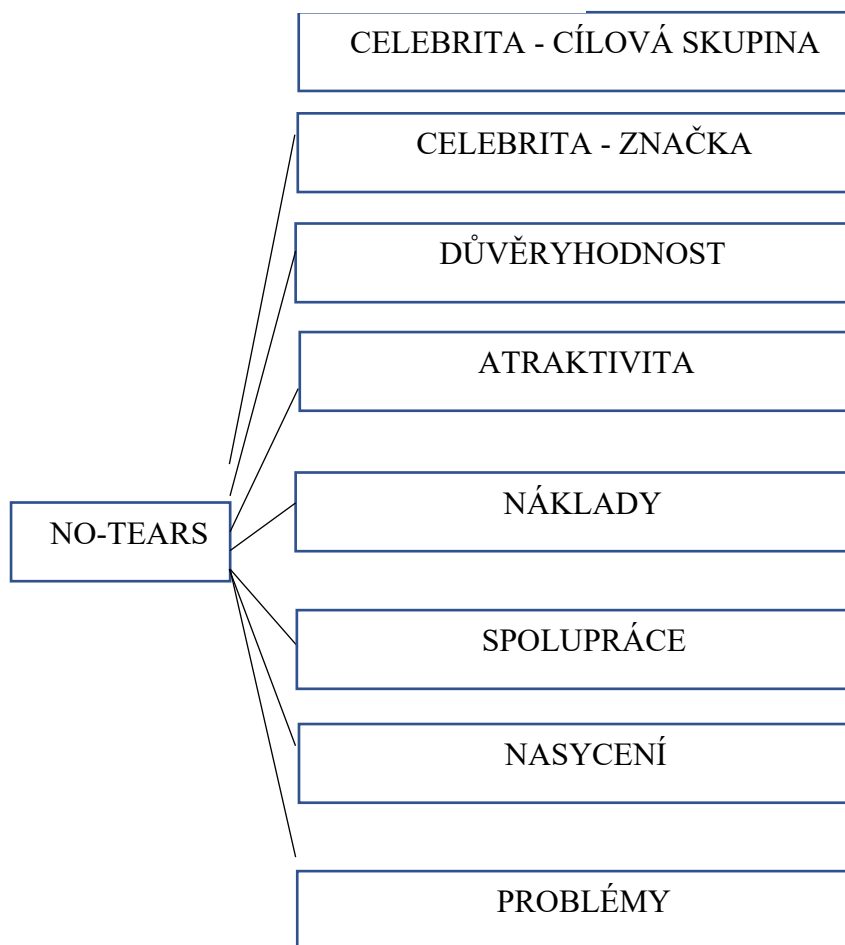 CELEBRITA - CÍLOVÁ SKUPINA
CELEBRITA - ZNAČKA
DŮVĚRYHODNOST
ATRAKTIVITA
NÁKLADY
NO-TEARS
SPOLUPRÁCE
NASYCENÍ
PROBLÉMY